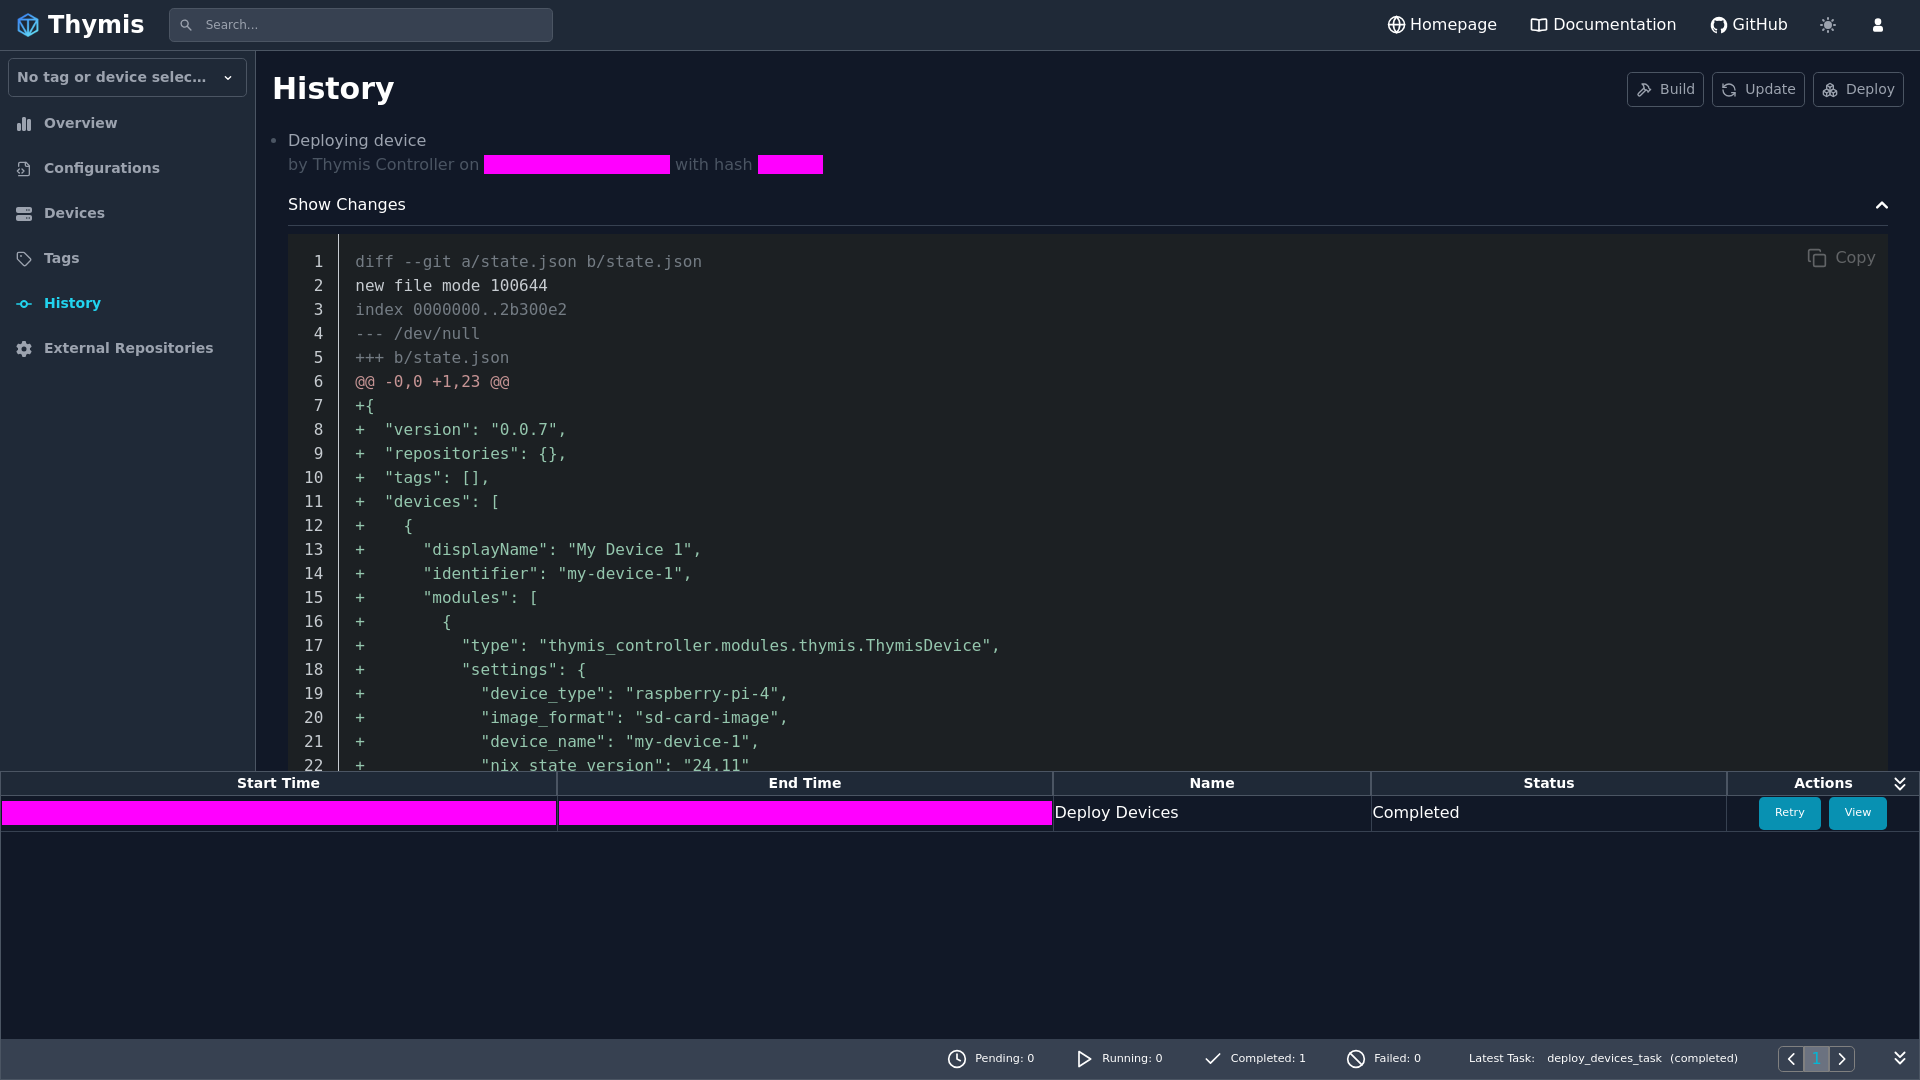 Thymis
Search...
Homepage
Documentation
GitHub
No tag or device selec...
Overview
Configurations
Devices
Tags
History
External Repositories
History
Build
Update
Deploy
Deploying device
by Thymis Controller on with hash
Show Changes
Copy
1 diff --git a/state.json b/state.json
2 new file mode 100644
3 index 0000000..2b300e2
4 --- /dev/null
5 +++ b/state.json
6 @@ -0,0 +1,23 @@
7 +{
8 +  "version": "0.0.7",
9 +  "repositories": {},
10 +  "tags": [],
11 +  "devices": [
12 +    {
13 +      "displayName": "My Device 1",
14 +      "identifier": "my-device-1",
15 +      "modules": [
16 +        {
17 +          "type": "thymis_controller.modules.thymis.ThymisDevice",
18 +          "settings": {
19 +            "device_type": "raspberry-pi-4",
20 +            "image_format": "sd-card-image",
21 +            "device_name": "my-device-1",
22 +            "nix_state_version": "24.11"
Start Time End Time Name Status Actions
Deploy Devices Completed Retry View
Pending: 0 Running: 0 Completed: 1 Failed: 0 Latest Task: deploy_devices_task (completed) 1